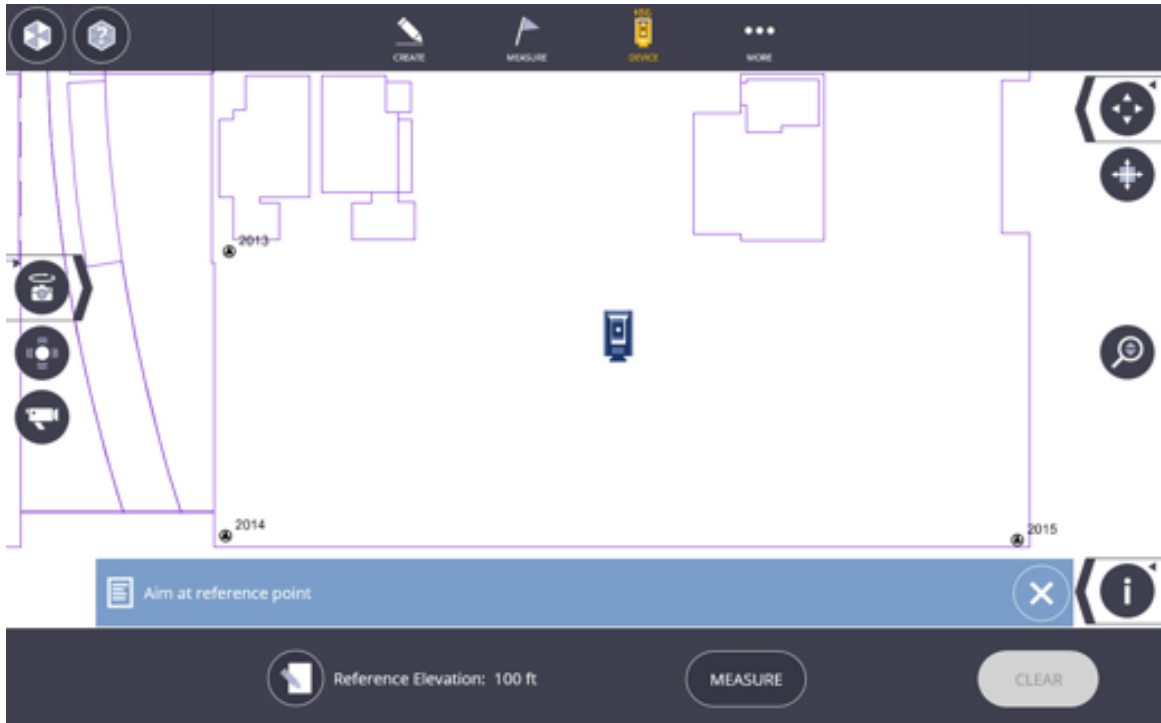 CREATE
MEASURE
DEVICE
MORE
2013
2014
2015
Aim at reference point
Reference Elevation: 100 ft
MEASURE
CLEAR